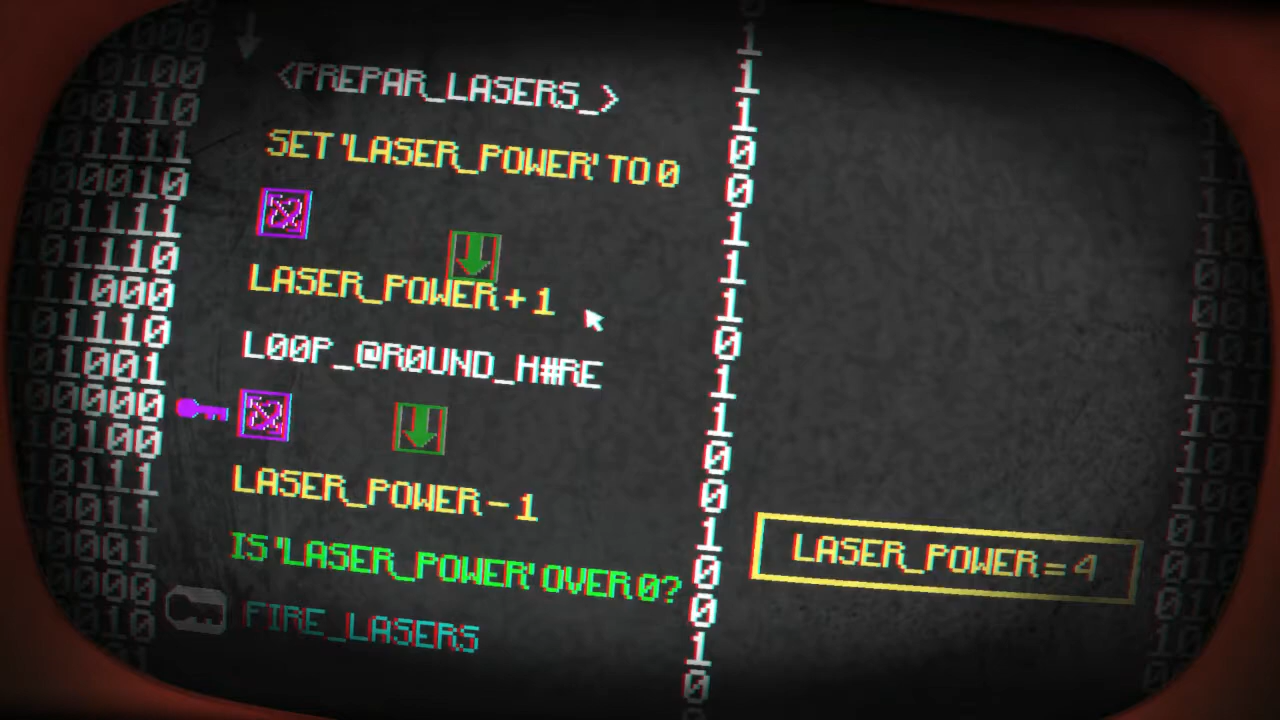 <PREPAR_LASERS_>
SET 'LASER_POWER' TO 0
LASER_POWER + 1
L00P_@R0UND_H#RE
LASER_POWER - 1
IS 'LASER_POWER' OVER 0?
FIRE_LASERS
LASER_POWER = 4